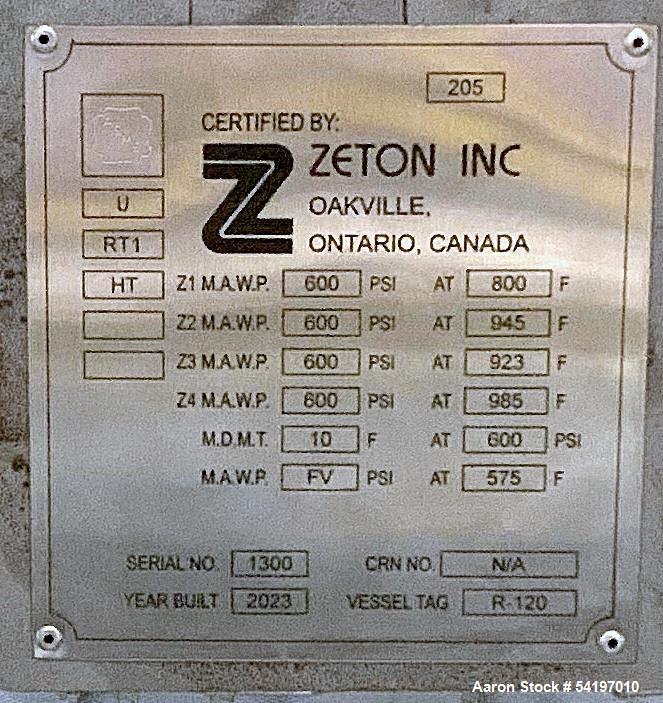 205
CERTIFIED BY:
Z ZETON INC
OAKVILLE,
ONTARIO, CANADA
U
RT1
HT Z1 M.A.W.P. 600 PSI AT 800 F
Z2 M.A.W.P. 600 PSI AT 945 F
Z3 M.A.W.P. 600 PSI AT 923 F
Z4 M.A.W.P. 600 PSI AT 985 F
M.D.M.T. 10 F AT 600 PSI
M.A.W.P. FV PSI AT 575 F
SERIAL NO. 1300 CRN NO. N/A
YEAR BUILT 2023 VESSEL TAG R-120
Aaron Stock # 54197010